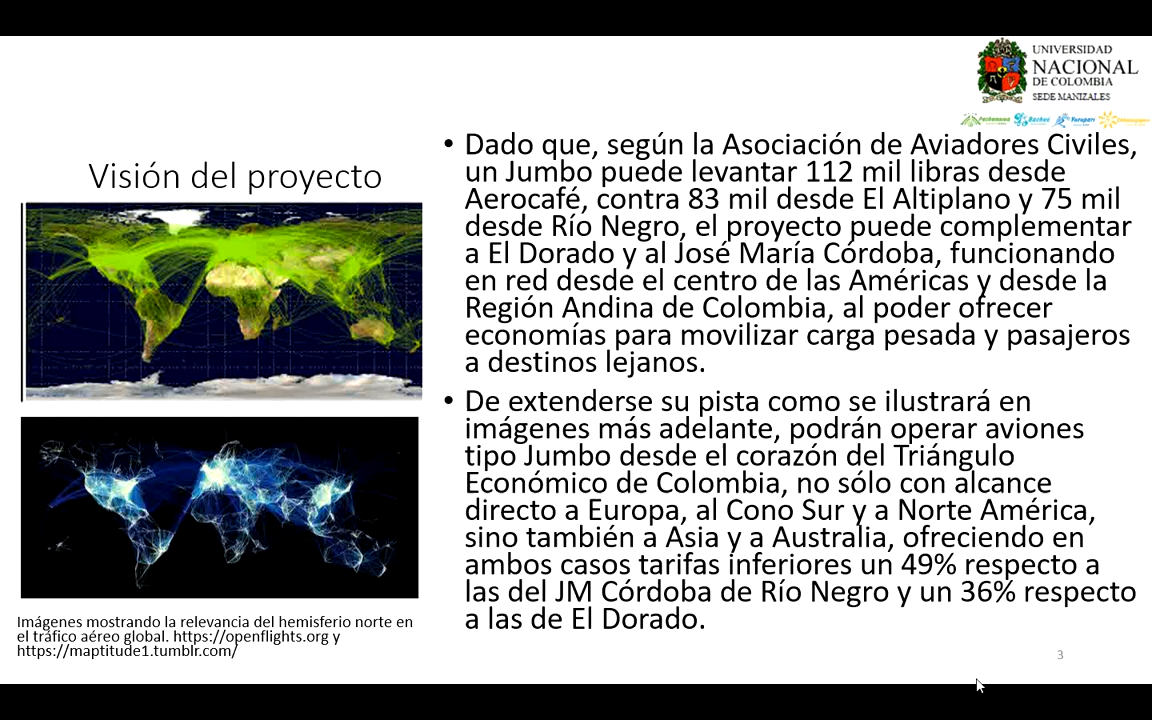 UNIVERSIDAD
NACIONAL
DE COLOMBIA
SEDE MANIZALES
Visión del proyecto
• Dado que, según la Asociación de Aviadores Civiles,
un Jumbo puede levantar 112 mil libras desde
Aerocafé, contra 83 mil desde El Altiplano y 75 mil
desde Río Negro, el proyecto puede complementar
a El Dorado y al José María Córdoba, funcionando
en red desde el centro de las Américas y desde la
Región Andina de Colombia, al poder ofrecer
economías para movilizar carga pesada y pasajeros
a destinos lejanos.
• De extenderse su pista como se ilustrará en
imágenes más adelante, podrán operar aviones
tipo Jumbo desde el corazón del Triángulo
Económico de Colombia, no sólo con alcance
directo a Europa, al Cono Sur y a Norte América,
sino también a Asia y a Australia, ofreciendo en
ambos casos tarifas inferiores un 49% respecto a
las del JM Córdoba de Río Negro y un 36% respecto
a las de El Dorado.
Imágenes mostrando la relevancia del hemisferio norte en
el tráfico aéreo global. https://openflights.org y
https://maptitude1.tumblr.com/
3